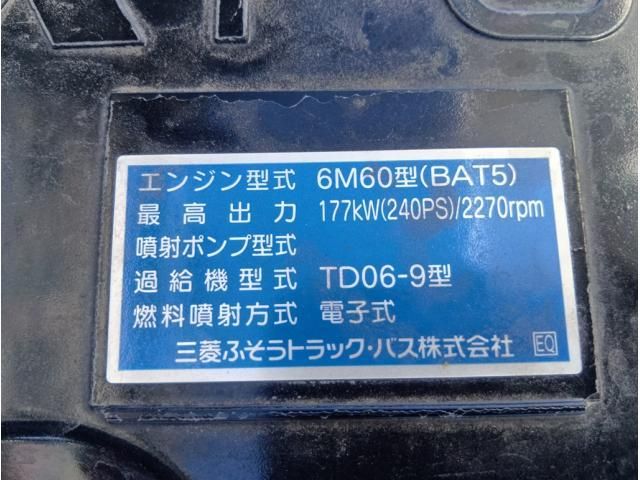 エンジン型式 6M60型(BAT5)
最高出力 177kW(240PS)/2270rpm
噴射ポンプ型式
過給機型式 TD06-9型
燃料噴射方式 電子式
三菱ふそうトラック・バス株式会社 EQ